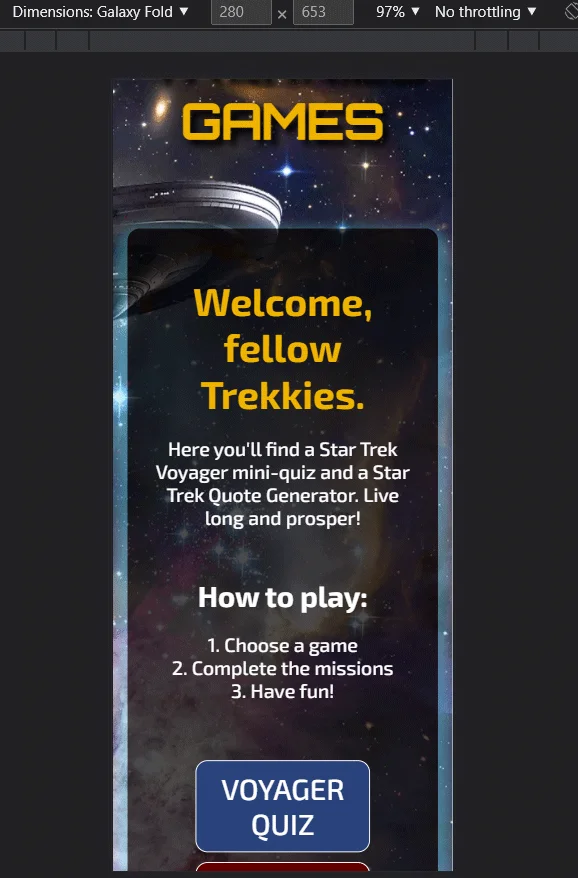 Dimensions: Galaxy Fold ▼ 280 × 653 97% ▼ No throttling ▼
GAMES
Welcome,
fellow
Trekkies.
Here you'll find a Star Trek
Voyager mini-quiz and a Star
Trek Quote Generator. Live
long and prosper!
How to play:
1. Choose a game
2. Complete the missions
3. Have fun!
VOYAGER
QUIZ